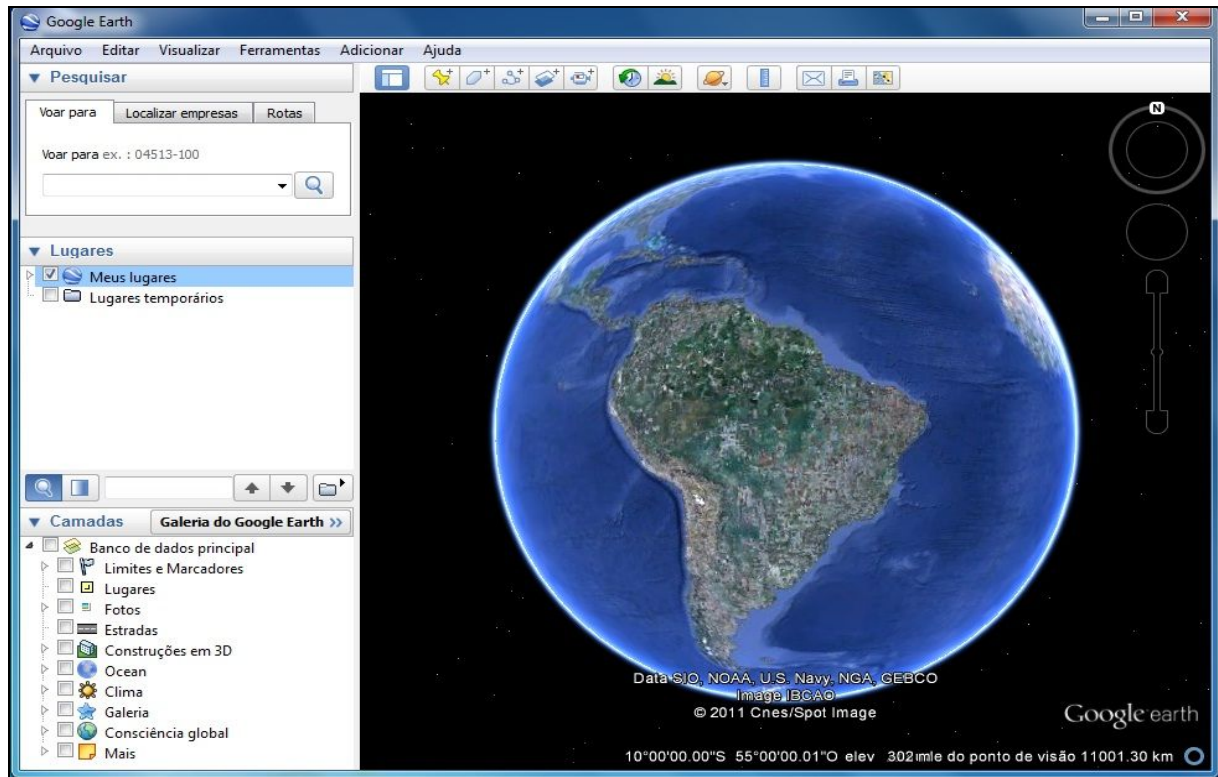 Google Earth
Arquivo Editar Visualizar Ferramentas Adicionar Ajuda
Pesquisar
Voar para Localizar empresas Rotas
Voar para ex. : 04513-100
Lugares
Meus lugares
Lugares temporários
Camadas Galeria do Google Earth >>
Banco de dados principal
Limites e Marcadores
Lugares
Fotos
Estradas
Construções em 3D
Ocean
Clima
Galeria
Consciência global
Mais
N
Data SIO, NOAA, U.S. Navy, NGA, GEBCO
Image IBCAO
© 2011 Cnes/Spot Image
Google earth
10°00'00.00"S 55°00'00.01"O elev do ponto de visão 11001.30 km